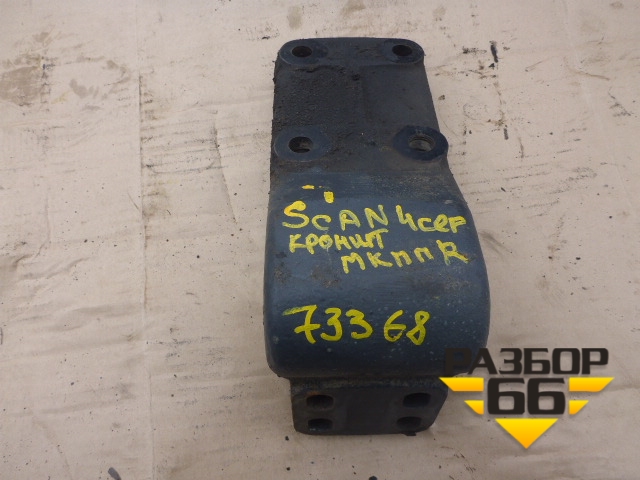 SCAN 4сер
кроншт
мкпп R
73368
РАЗБОР
66